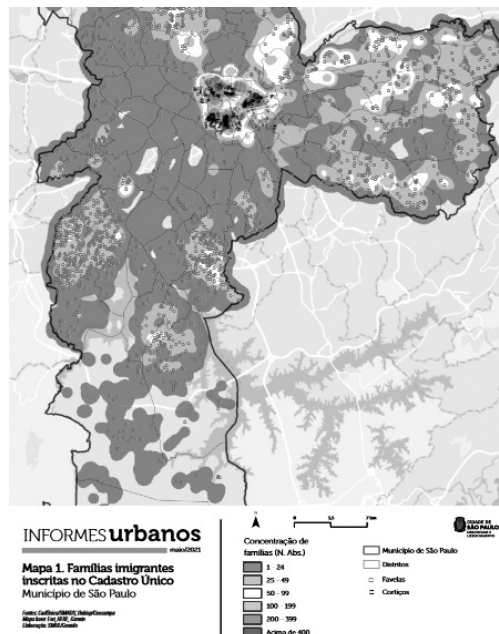 INFORMES urbanos
maio/2021
Mapa 1. Famílias imigrantes
inscritas no Cadastro Único
Município de São Paulo
Concentração de
famílias (N. Abs.)
1 - 24
25 - 49
50 - 99
100 - 199
200 - 399
Acima de 400
Município de São Paulo
Distritos
Favelas
Cortiços
CIDADE DE
SÃO PAULO